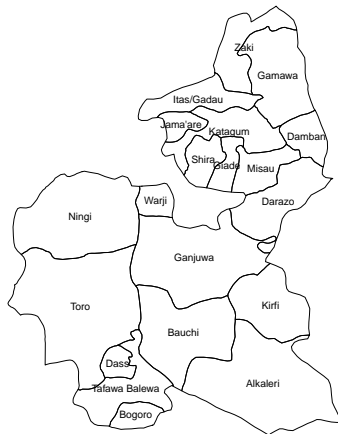 Zaki
Gamawa
Itas/Gadau
Jama'are
Katagum
Damban
Shira
Giade
Misau
Warji
Darazo
Ningi
Ganjuwa
Toro
Kirfi
Bauchi
Dass
Alkaleri
Tafawa Balewa
Bogoro